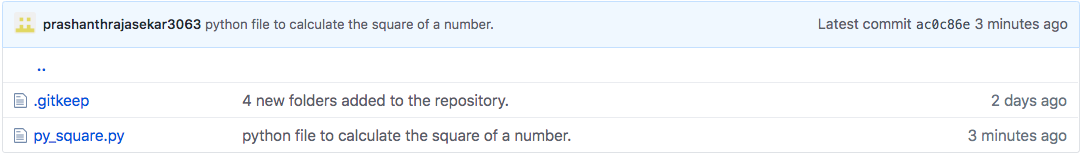 prashanthrajasekar3063 python file to calculate the square of a number. Latest commit ac0c86e 3 minutes ago
..
.gitkeep 4 new folders added to the repository. 2 days ago
py_square.py python file to calculate the square of a number. 3 minutes ago